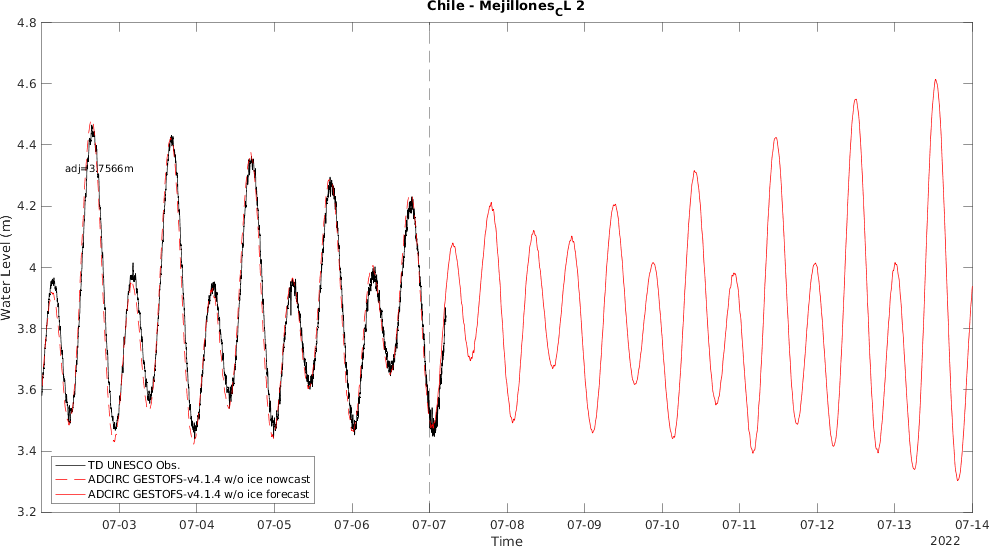 Chile - Mejillones_CL 2
4.8
4.6
4.4
4.2
4
3.8
3.6
3.4
3.2
Water Level (m)
adj=3.7566m
TD UNESCO Obs.
ADCIRC GESTOFS-v4.1.4 w/o ice nowcast
ADCIRC GESTOFS-v4.1.4 w/o ice forecast
07-03 07-04 07-05 07-06 07-07 07-08 07-09 07-10 07-11 07-12 07-13 07-14
Time
2022